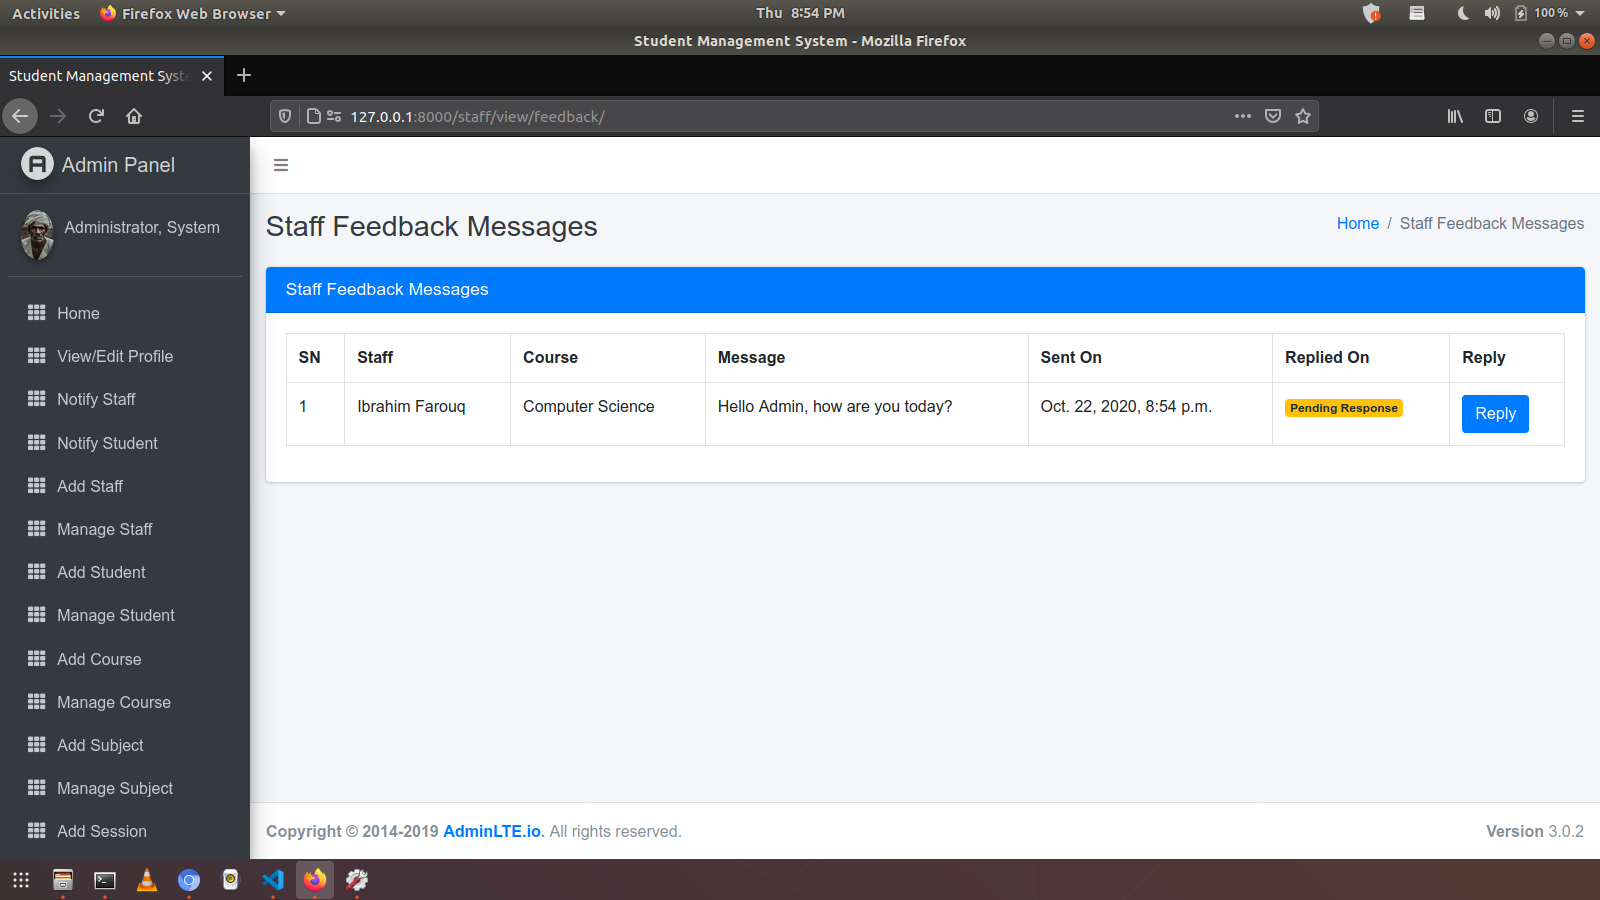 Activities Firefox Web Browser Thu 8:54 PM 100%
Student Management System - Mozilla Firefox
Student Management Syst
127.0.0.1:8000/staff/view/feedback/
Admin Panel
Administrator, System
Home
View/Edit Profile
Notify Staff
Notify Student
Add Staff
Manage Staff
Add Student
Manage Student
Add Course
Manage Course
Add Subject
Manage Subject
Add Session
Staff Feedback Messages Home / Staff Feedback Messages
Staff Feedback Messages
SN Staff Course Message Sent On Replied On Reply
1 Ibrahim Farouq Computer Science Hello Admin, how are you today? Oct. 22, 2020, 8:54 p.m. Pending Response Reply
Copyright © 2014-2019 AdminLTE.io. All rights reserved. Version 3.0.2